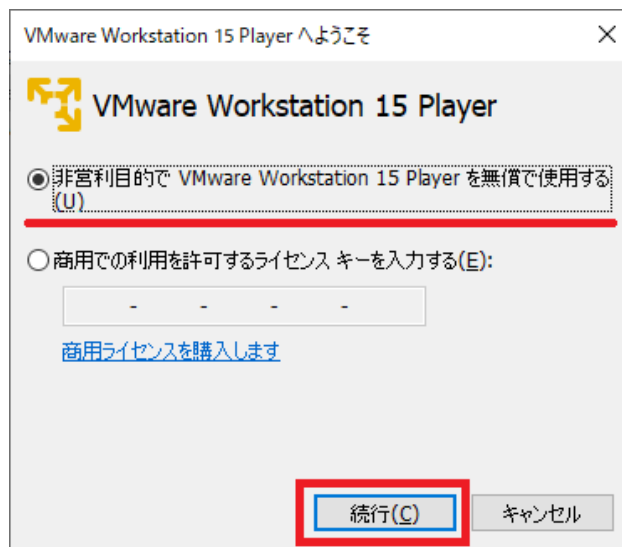 VMware Workstation 15 Player へようこそ
VMware Workstation 15 Player
非営利目的で VMware Workstation 15 Player を無償で使用する
(U)
商用での利用を許可するライセンス キーを入力する(E):
- - - -
商用ライセンスを購入します
続行(C) キャンセル